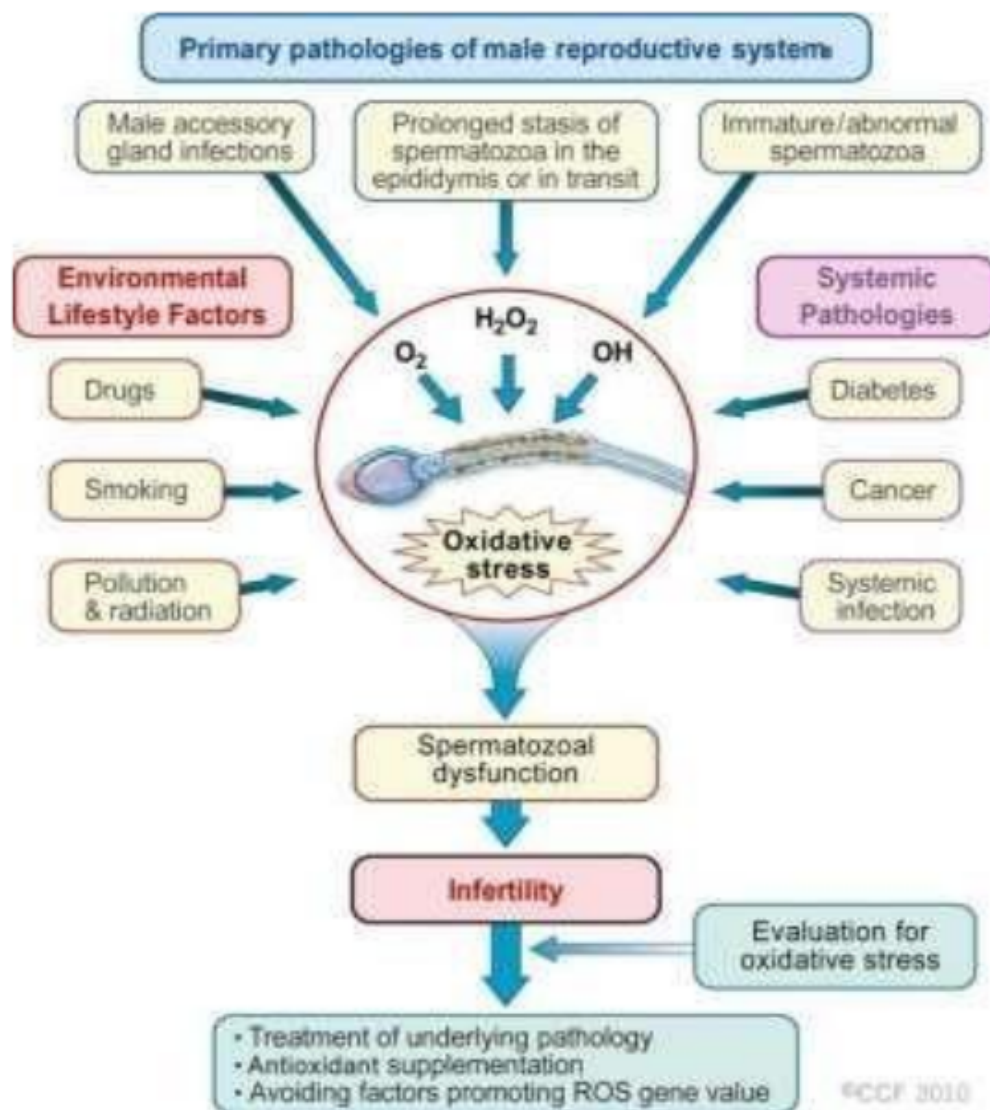 Primary pathologies of male reproductive systems
Male accessory
gland infections
Prolonged stasis of
spermatozoa in the
epididymis or in transit
Immature/abnormal
spermatozoa
Environmental
Lifestyle Factors
Systemic
Pathologies
H₂O₂
O₂
OH
Drugs
Diabetes
Smoking
Cancer
Oxidative
stress
Pollution
& radiation
Systemic
infection
Spermatozoal
dysfunction
Infertility
Evaluation for
oxidative stress
• Treatment of underlying pathology
• Antioxidant supplementation
• Avoiding factors promoting ROS gene value
©CCF 2010